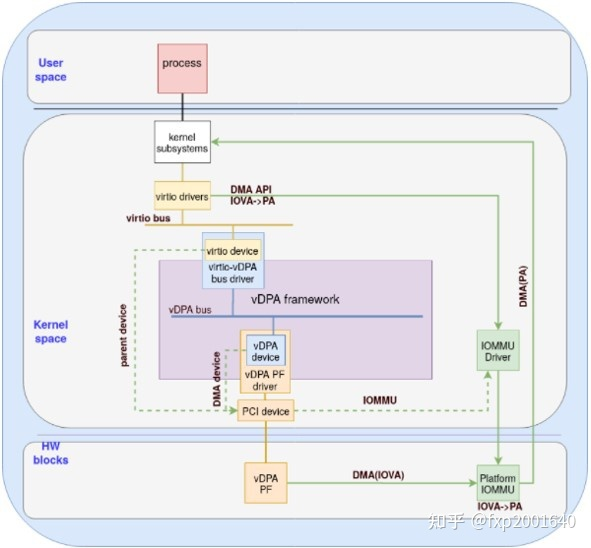 User
space
process
kernel
subsystems
virtio drivers
DMA API
IOVA->PA
virtio bus
virtio device
virtio-vDPA
bus driver
vDPA framework
vDPA bus
Kernel
space
parent device
DMA device
vDPA
device
vDPA PF
driver
PCI device
IOMMU
IOMMU
Driver
DMA(PA)
HW
blocks
vDPA
PF
DMA(IOVA)
Platform
IOMMU
IOVA->PA
知乎 @fxp2001640